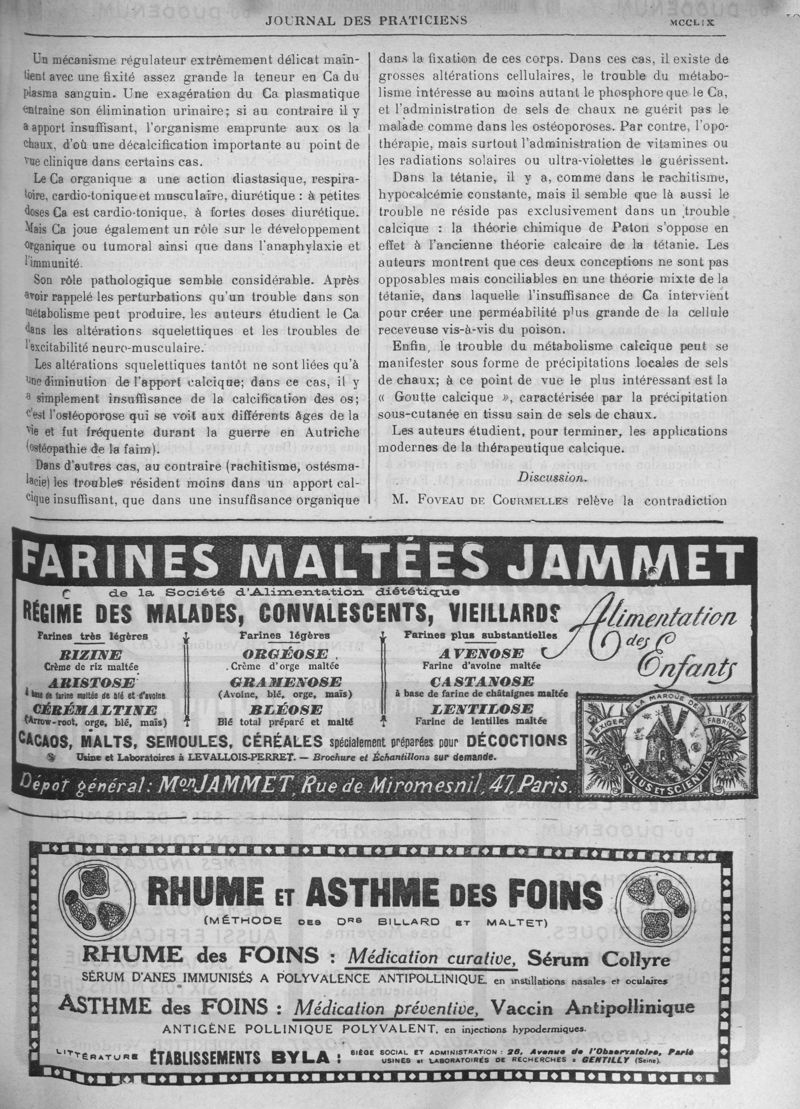 JOURNAL DES PRATICIENS
MCCLIX
Un mécanisme régulateur extrêmement délicat main-
tient avec une fixité assez grande la teneur en Ca du
plasma sanguin. Une exagération du Ca plasmatique
entraine son élimination urinaire; si au contraire il y
a apport insuffisant, l'organisme emprunte aux os la
chaux, d'où une décalcification importante au point de
vue clinique dans certains cas.
Le Ca organique a une action diastasique, respira-
toire, cardio-tonique et musculaire, diurétique : à petites
doses Ca est cardio-tonique, à fortes doses diurétique.
Mais Ca joue également un rôle sur le développement
organique ou tumoral ainsi que dans l'anaphylaxie et
l'immunité.
Son rôle pathologique semble considérable. Après
avoir rappelé les perturbations qu'un trouble dans son
métabolisme peut produire, les auteurs étudient le Ca
dans les altérations squelettiques et les troubles de
l'excitabilité neuro-musculaire.
Les altérations squelettiques tantôt ne sont liées qu'à
une diminution de l'apport calcique; dans ce cas, il y
a simplement insuffisance de la calcification des os;
c'est l'ostéoporose qui se voit aux différents âges de la
vie et fut fréquente durant la guerre en Autriche
(ostéopathie de la faim).
Dans d'autres cas, au contraire (rachitisme, ostésma-
lacie) les troubles résident moins dans un apport cal-
cique insuffisant, que dans une insuffisance organique
dans la fixation de ces corps. Dans ces cas, il existe de
grosses altérations cellulaires, le trouble du métabo-
lisme intéresse au moins autant le phosphore que le Ca,
et l'administration de sels de chaux ne guérit pas le
malade comme dans les ostéoporoses. Par contre, l'opo-
thérapie, mais surtout l'administration de vitamines ou
les radiations solaires ou ultra-violettes le guérissent.
Dans la tétanie, il y a, comme dans le rachitisme,
hypocalcémie constante, mais il semble que là aussi le
trouble ne réside pas exclusivement dans un trouble
calcique : la théorie chimique de Paton s'oppose en
effet à l'ancienne théorie calcaire de la tétanie. Les
auteurs montrent que ces deux conceptions ne sont pas
opposables mais conciliables en une théorie mixte de la
tétanie, dans laquelle l'insuffisance de Ca intervient
pour créer une perméabilité plus grande de la cellule
receveuse vis-à-vis du poison.
Enfin, le trouble du métabolisme calcique peut se
manifester sous forme de précipitations locales de sels
de chaux; à ce point de vue le plus intéressant est la
« Goutte calcique », caractérisée par la précipitation
sous-cutanée en tissu sain de sels de chaux.
Les auteurs étudient, pour terminer, les applications
modernes de la thérapeutique calcique.
Discussion.
M. FOVEAU DE COURMELLES relève la contradiction
FARINES MALTÉES JAMMET
de la Société d'Alimentation diététique
RÉGIME DES MALADES, CONVALESCENTS, VIEILLARDS
Alimentation
des
Enfants
Farines très légères
RIZINE
Crème de riz maltée
ARISTOSE
à base de farine maltée de blé et d'avoine
CÉRÉMALTINE
(Arrow-root, orge, blé, maïs)
Farines légères
ORGÉOSE
Crème d'orge maltée
GRAMENOSE
(Avoine, blé, orge, maïs)
BLÉOSE
Blé total préparé et malté
Farines plus substantielles
AVENOSE
Farine d'avoine maltée
CASTANOSE
à base de farine de châtaignes maltée
LENTILOSE
Farine de lentilles maltée
CACAOS, MALTS, SEMOULES, CÉRÉALES spécialement préparées pour DÉCOCTIONS
Usine et Laboratoires à LEVALLOIS-PERRET. — Brochure et Échantillons sur demande.
Dépot général : Mon JAMMET, Rue de Miromesnil, 47, Paris.
EXIGER LA MARQUE DE FABRIQUE
SALUS ET SCIENTIA
RHUME ET ASTHME DES FOINS
(MÉTHODE DES DRS BILLARD ET MALTET)
RHUME des FOINS : Médication curative, Sérum Collyre
SÉRUM D'ANES IMMUNISÉS A POLYVALENCE ANTIPOLLINIQUE en instillations nasales et oculaires
ASTHME des FOINS : Médication préventive, Vaccin Antipollinique
ANTIGÈNE POLLINIQUE POLYVALENT, en injections hypodermiques.
LITTÉRATURE ÉTABLISSEMENTS BYLA :
SIÈGE SOCIAL ET ADMINISTRATION : 26, Avenue de l'Observatoire, Paris
USINES et LABORATOIRES DE RECHERCHES à GENTILLY (Seine).